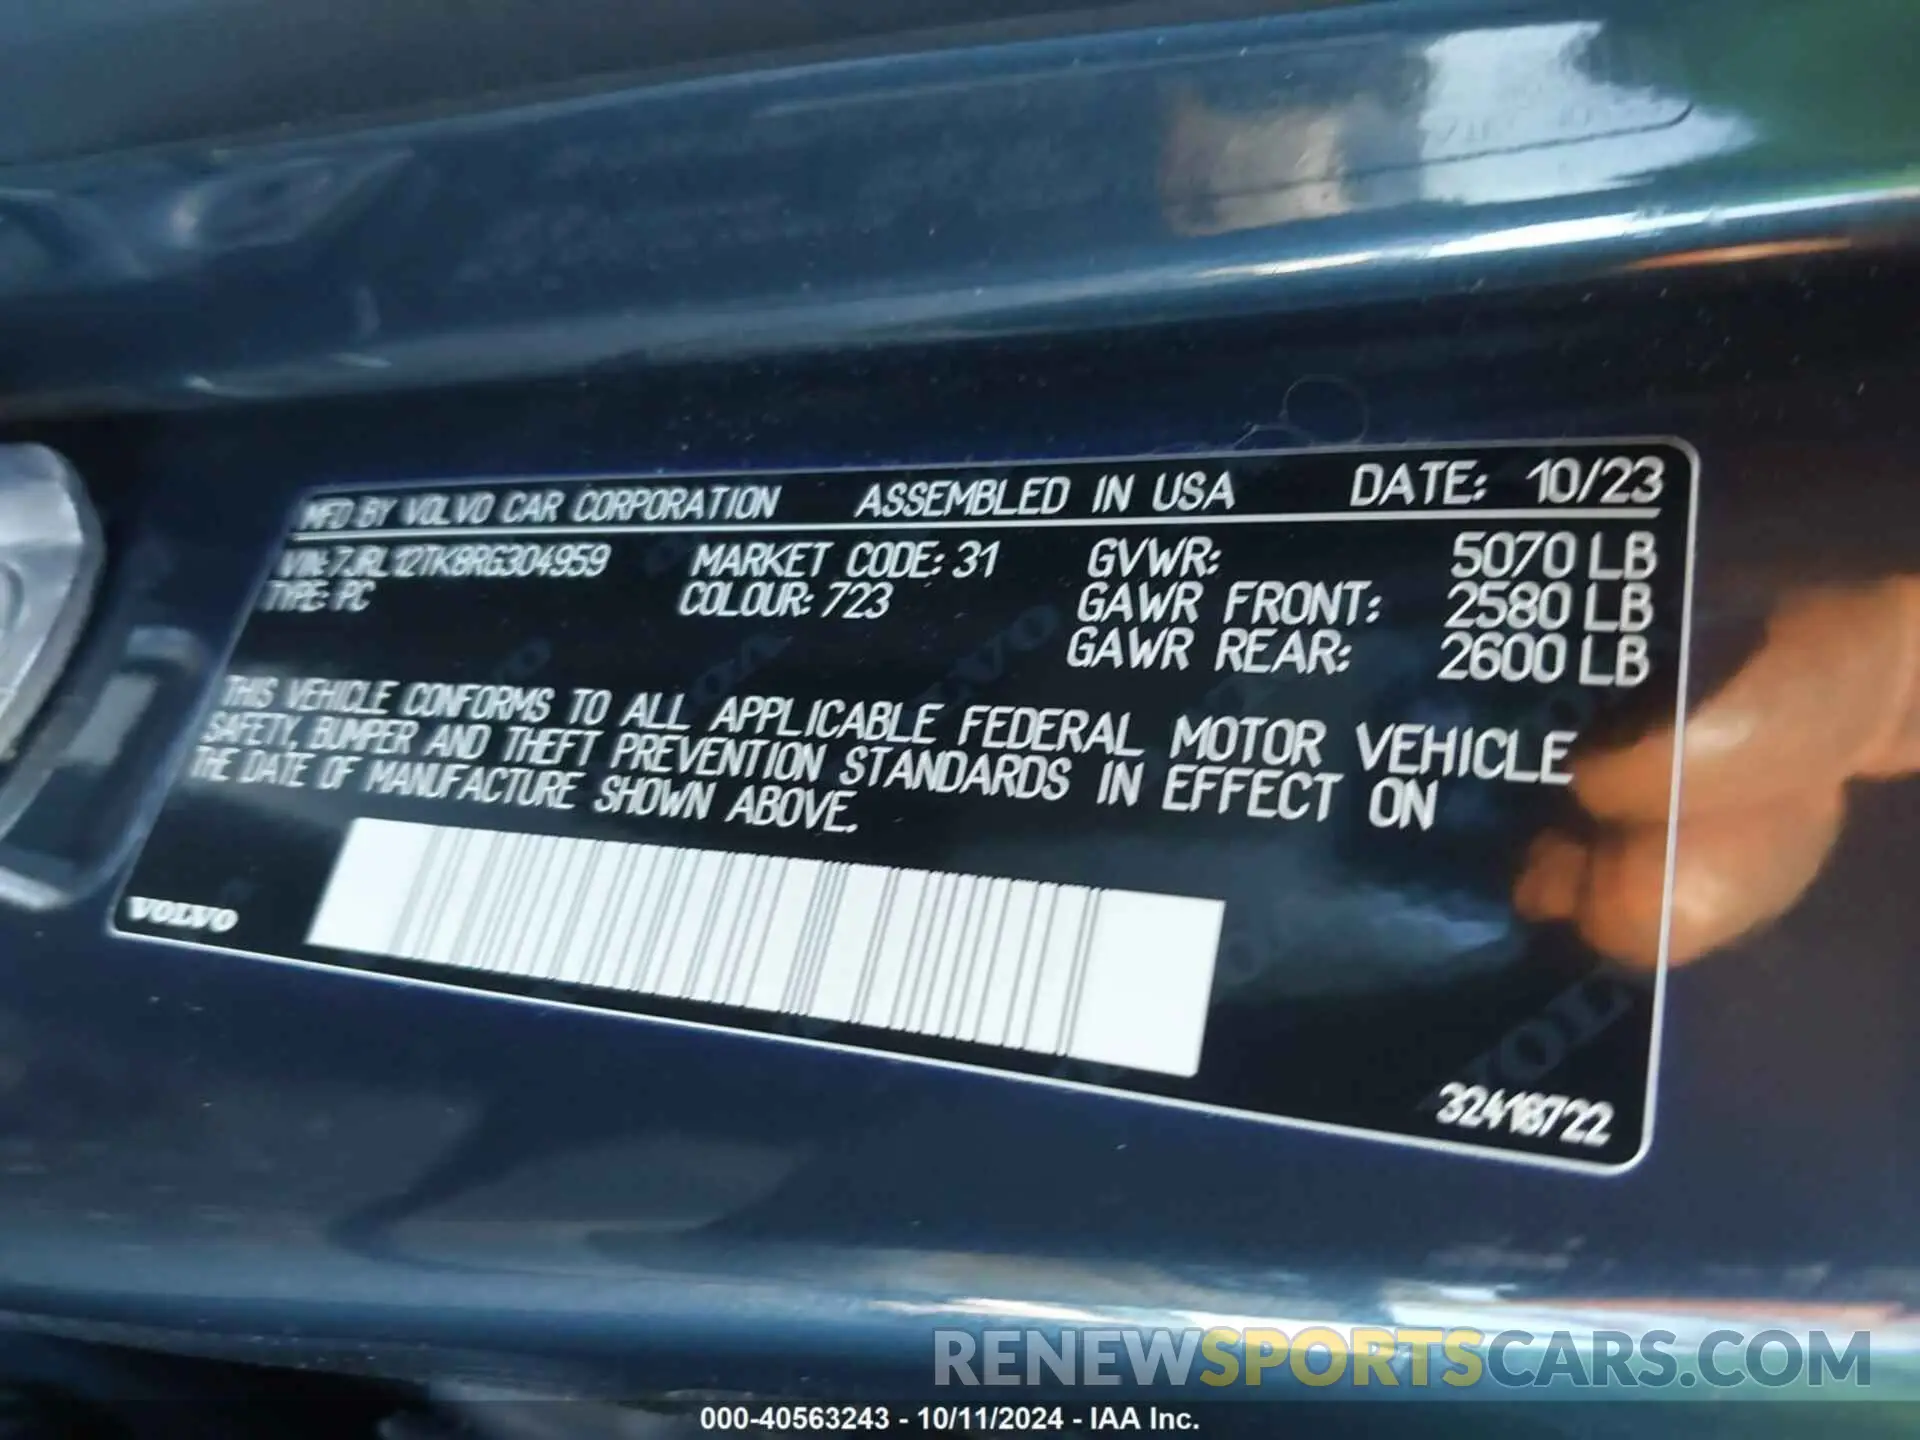 MFD BY VOLVO CAR CORPORATION ASSEMBLED IN USA DATE: 10/23
VIN: 7JRL12TK8RG304959 MARKET CODE: 31 GVWR: 5070 LB
TYPE: PC COLOUR: 723 GAWR FRONT: 2580 LB
GAWR REAR: 2600 LB
THIS VEHICLE CONFORMS TO ALL APPLICABLE FEDERAL MOTOR VEHICLE
SAFETY, BUMPER AND THEFT PREVENTION STANDARDS IN EFFECT ON
THE DATE OF MANUFACTURE SHOWN ABOVE.
VOLVO
32418722
RENEWSPORTSCARS.COM
000-40563243 - 10/11/2024 - IAA Inc.